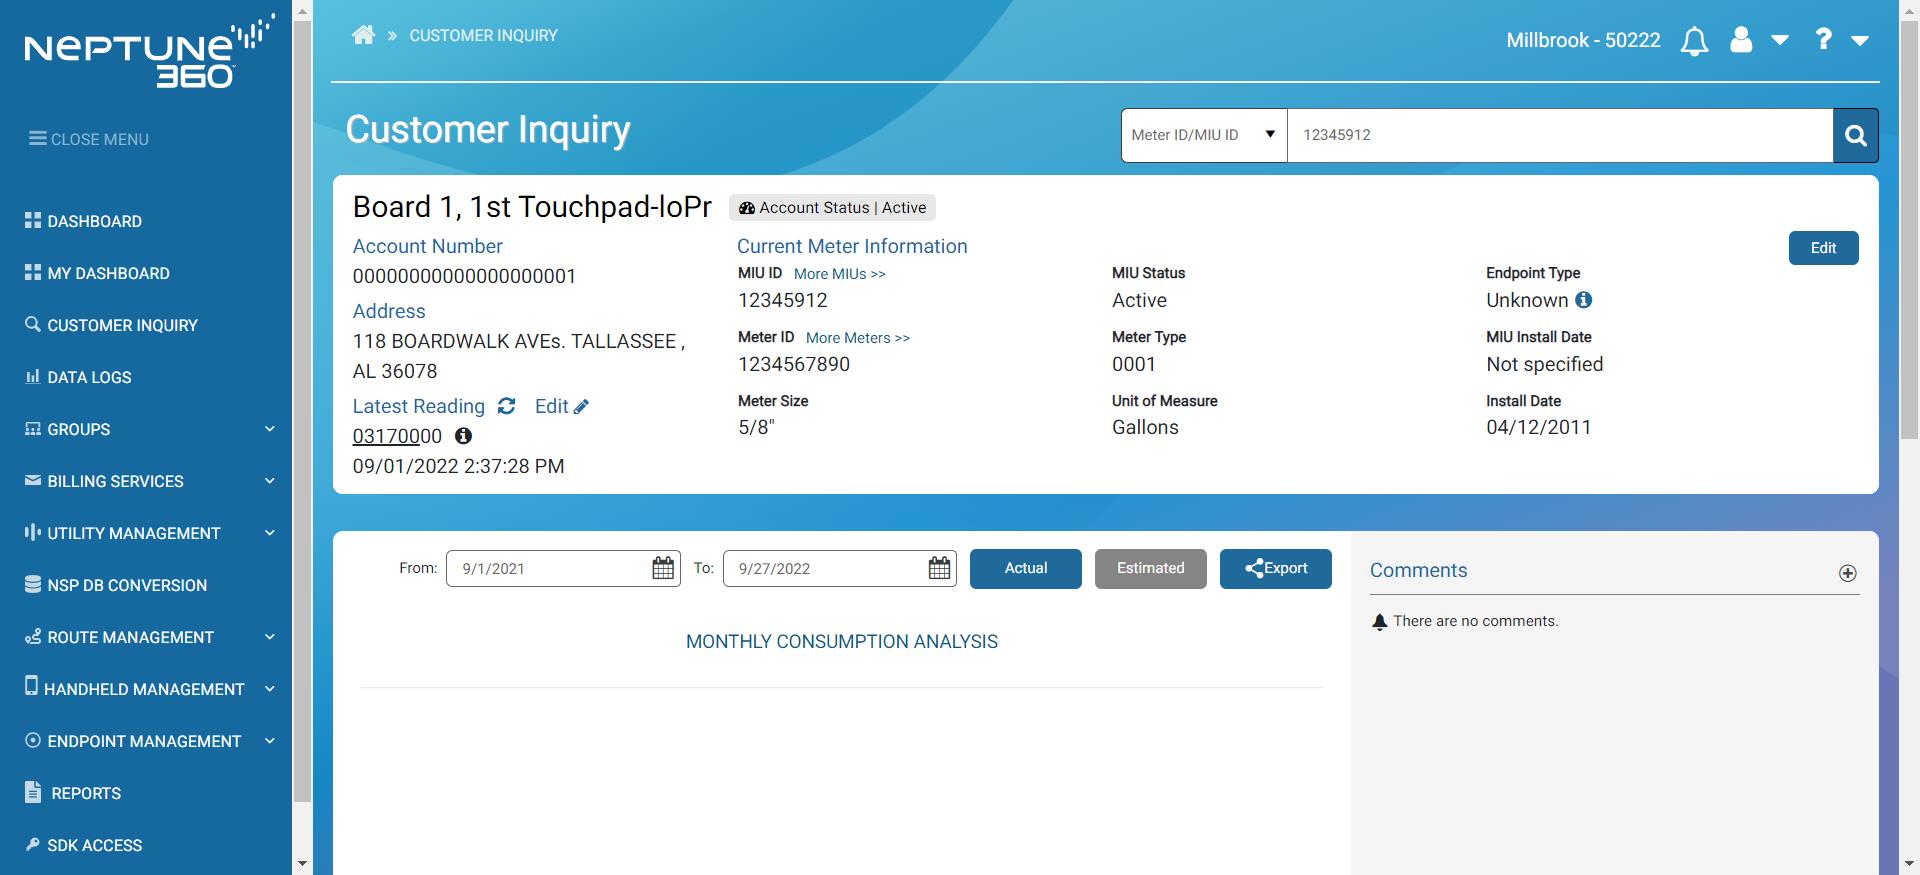 NEPTUNE
360
CLOSE MENU
DASHBOARD
MY DASHBOARD
CUSTOMER INQUIRY
DATA LOGS
GROUPS
BILLING SERVICES
UTILITY MANAGEMENT
NSP DB CONVERSION
ROUTE MANAGEMENT
HANDHELD MANAGEMENT
ENDPOINT MANAGEMENT
REPORTS
SDK ACCESS
» CUSTOMER INQUIRY
Millbrook - 50222 ?
Customer Inquiry
Meter ID/MIU ID 12345912
Board 1, 1st Touchpad-loPr Account Status | Active
Account Number
00000000000000000001
Address
118 BOARDWALK AVEs. TALLASSEE ,
AL 36078
Latest Reading Edit
03170000
09/01/2022 2:37:28 PM
Current Meter Information
Edit
MIU ID More MIUs >>
12345912
MIU Status
Active
Endpoint Type
Unknown
Meter ID More Meters >>
1234567890
Meter Type
0001
MIU Install Date
Not specified
Meter Size
5/8"
Unit of Measure
Gallons
Install Date
04/12/2011
From: 9/1/2021 To: 9/27/2022 Actual Estimated Export
MONTHLY CONSUMPTION ANALYSIS
Comments
There are no comments.